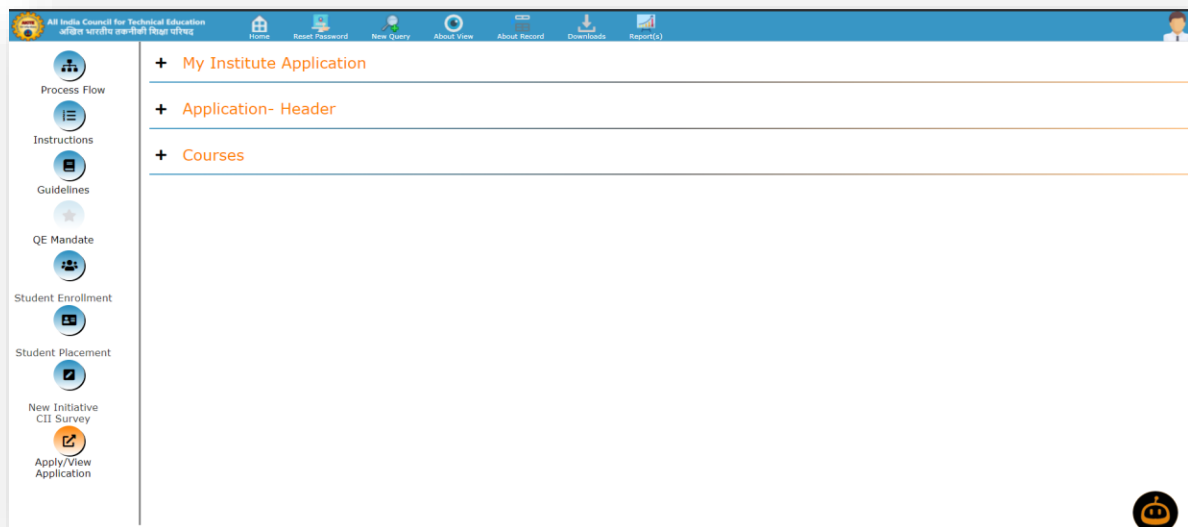 All India Council for Technical Education
अखिल भारतीय तकनीकी शिक्षा परिषद
Home
Reset Password
New Query
About View
About Record
Downloads
Report(s)
Process Flow
Instructions
Guidelines
QE Mandate
Student Enrollment
Student Placement
New Initiative
CII Survey
Apply/View
Application
+ My Institute Application
+ Application- Header
+ Courses